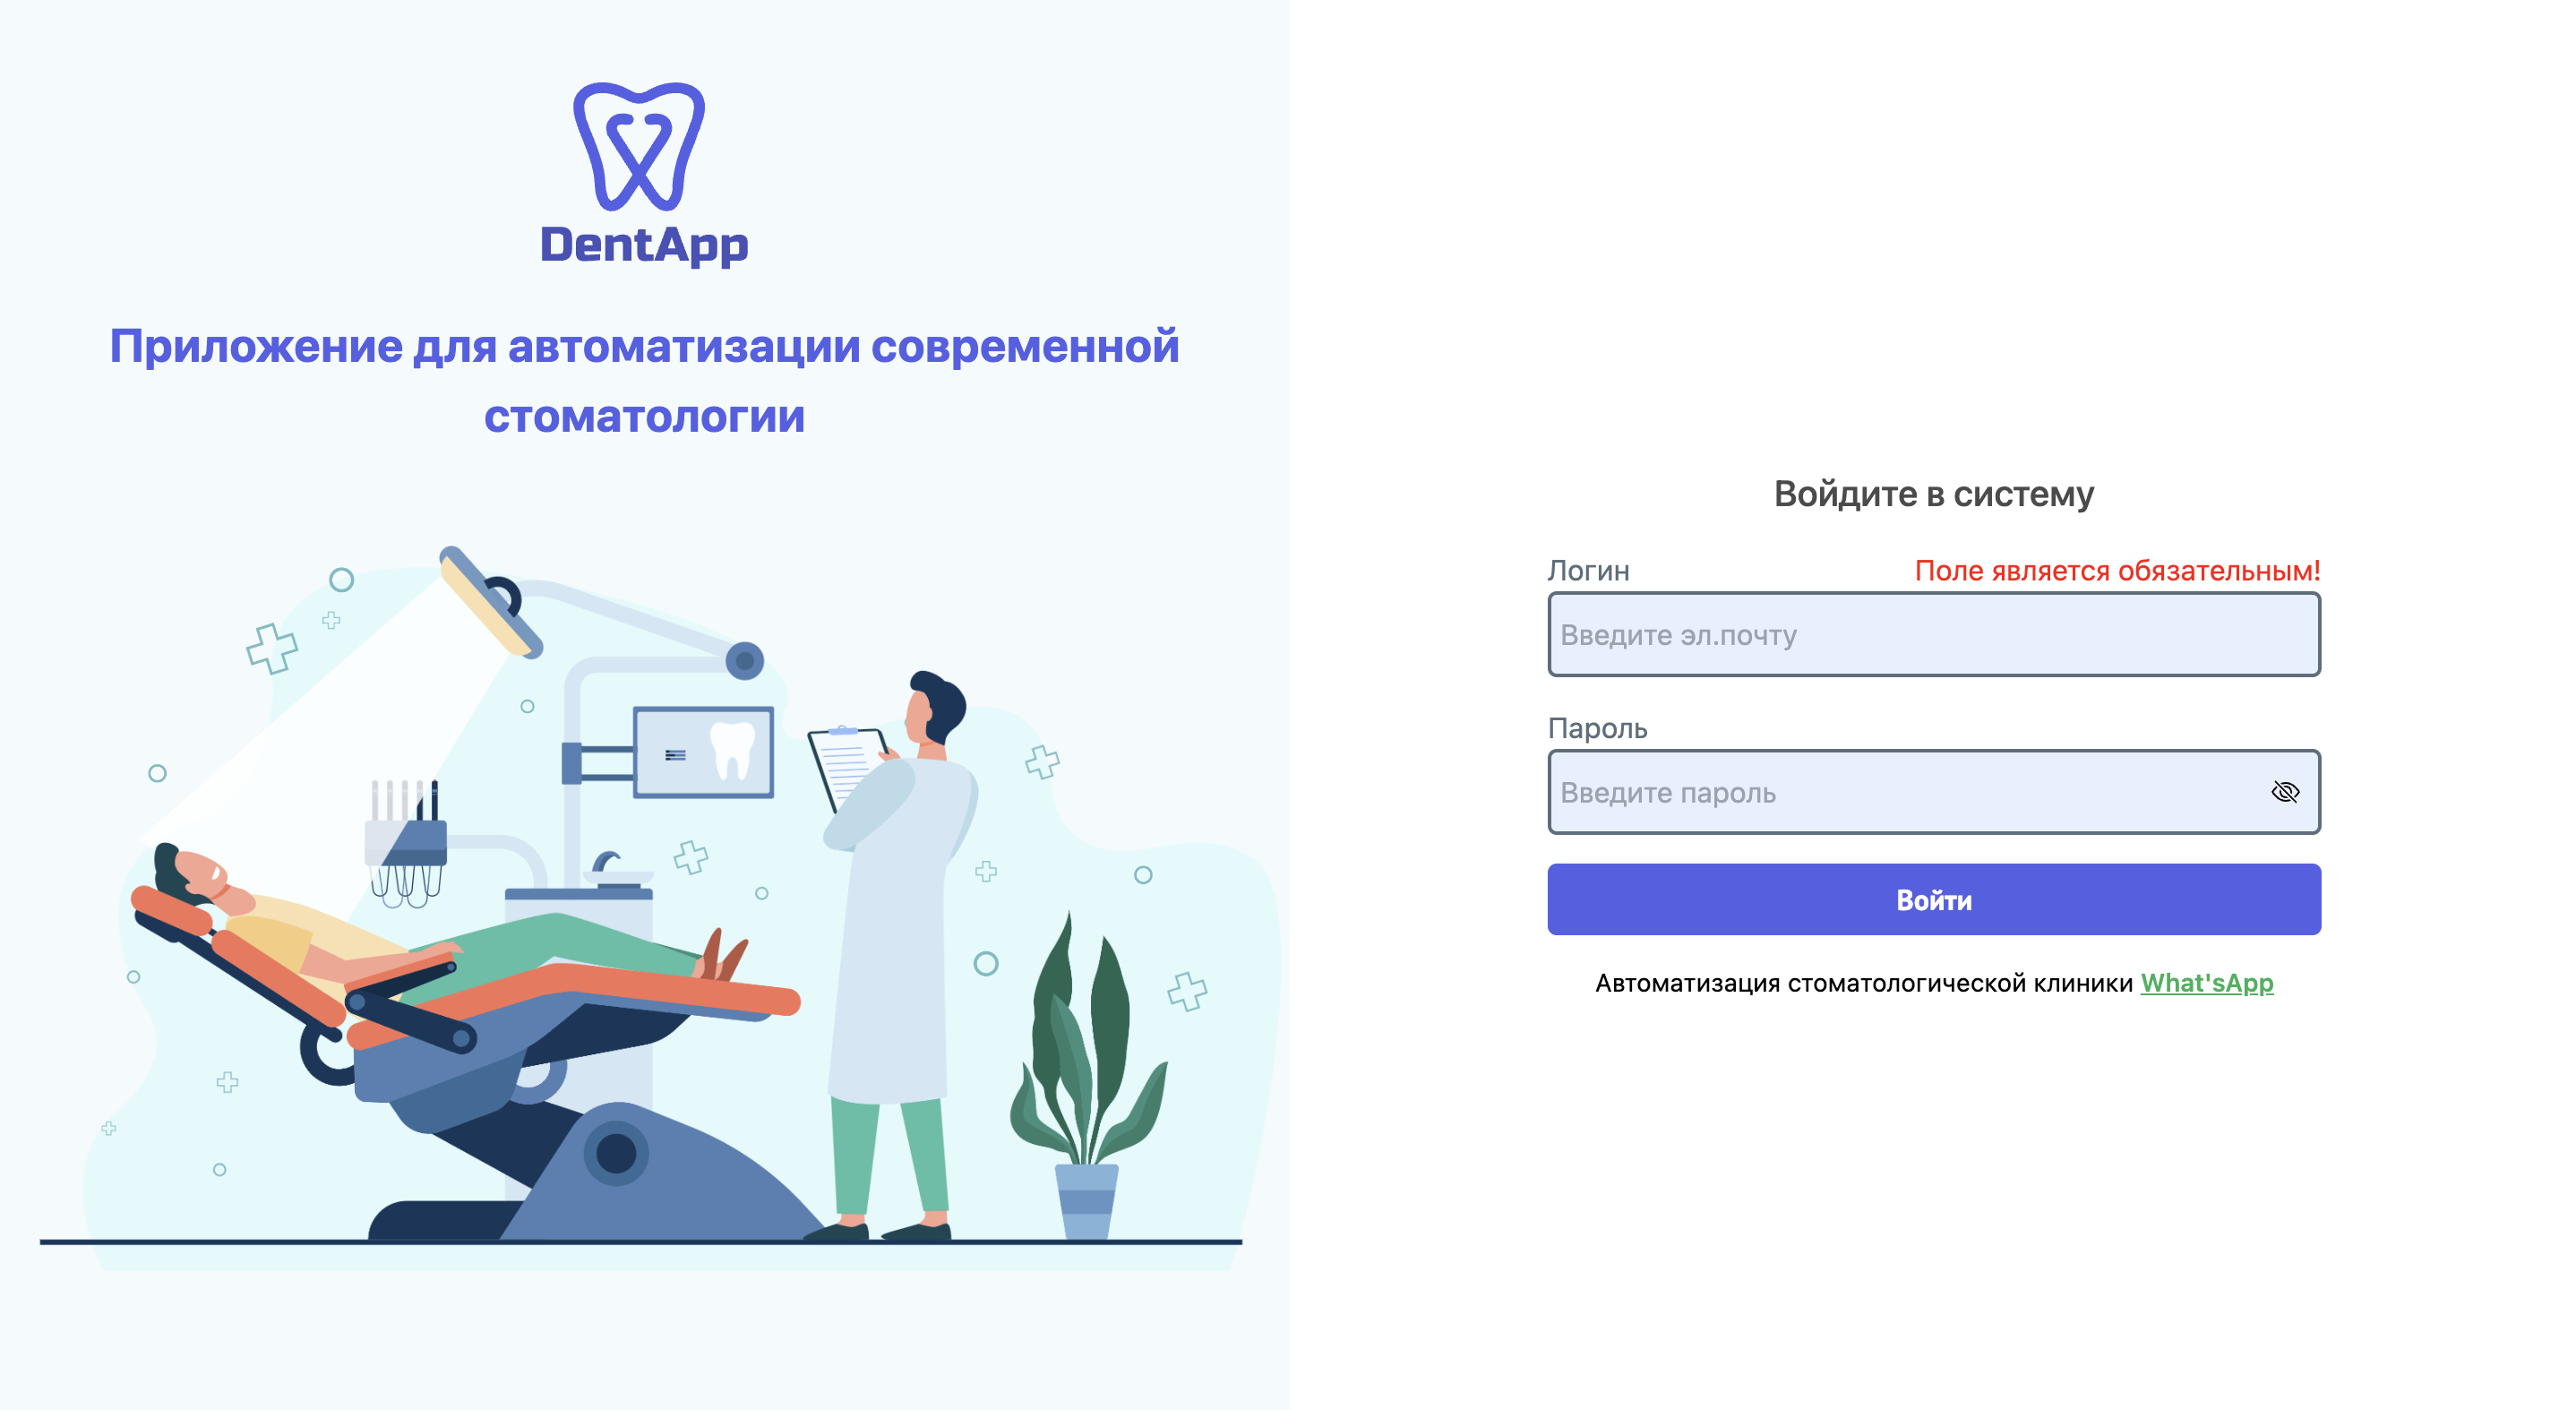 DentApp
Приложение для автоматизации современной
стоматологии
Войдите в систему
Логин
Поле является обязательным!
Введите эл.почту
Пароль
Введите пароль
Войти
Автоматизация стоматологической клиники What'sApp